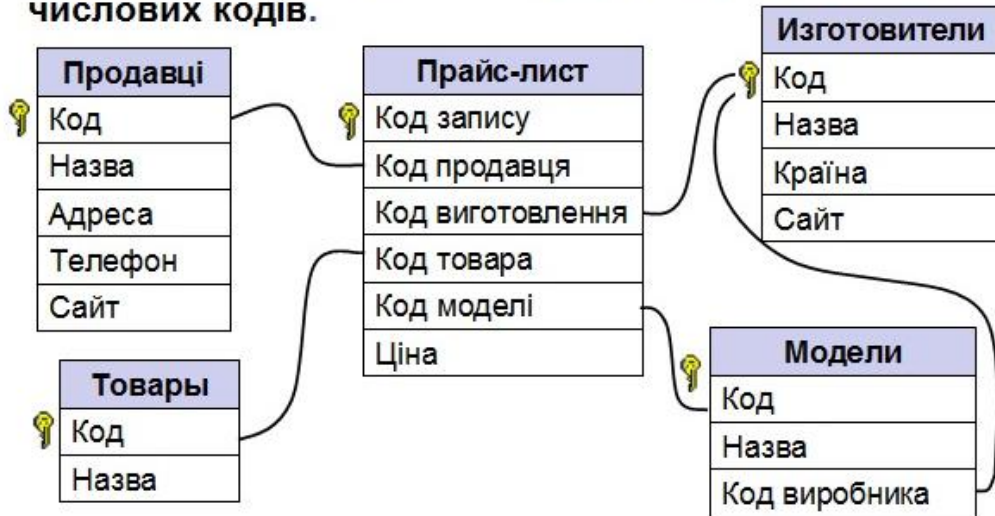 числових кодів.
Продавці
Код
Назва
Адреса
Телефон
Сайт
Прайс-лист
Код запису
Код продавця
Код виготовлення
Код товара
Код моделі
Ціна
Изготовители
Код
Назва
Країна
Сайт
Товары
Код
Назва
Модели
Код
Назва
Код виробника